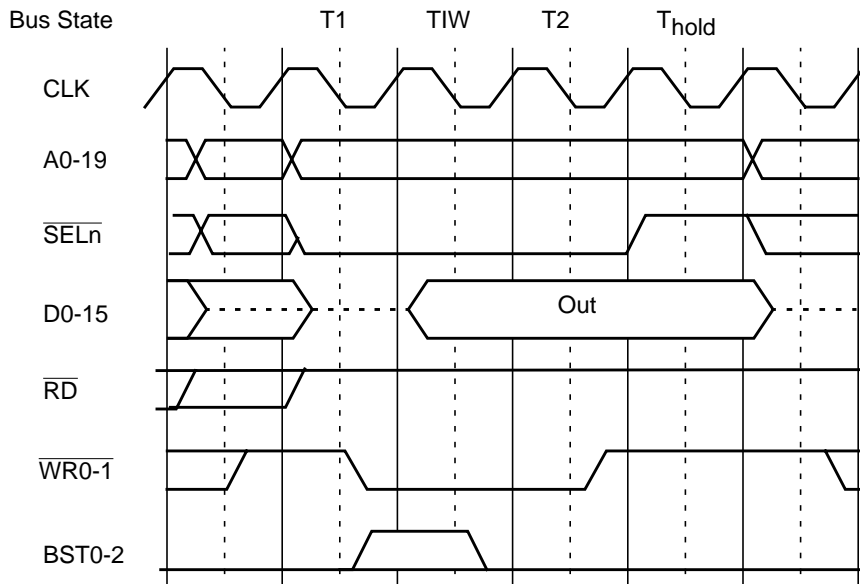 Bus State T1 TIW T2 Thold
CLK
A0-19
SELn
D0-15 Out
RD
WR0-1
BST0-2